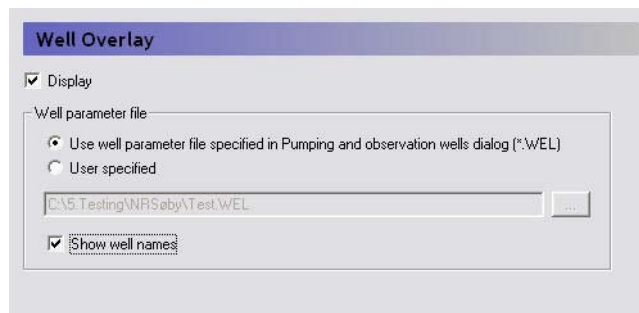 Well Overlay
Display
Well parameter file
Use well parameter file specified in Pumping and observation wells dialog (*.WEL)
User specified
C:\5.Testing\NRSøby\Test.WEL
...
Show well names